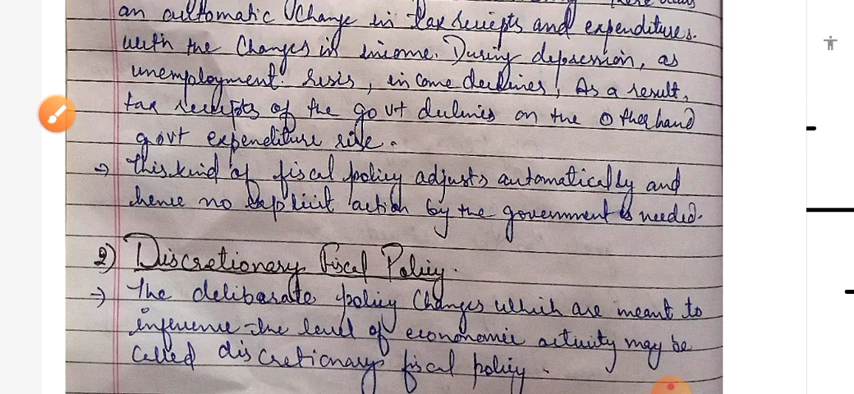 an automatic change in tax reciepts and expenditures.
with the changes in income. During depression, as
unemployment rises, income declines, As a result,
tax reciepts of the govt declines on the other hand
govt expenditure rise.
→ This kind of fiscal policy adjusts automatically and
hence no explicit action by the government is needed.
2) Discretionary Fiscal Policy.
→ The deliberate policy changes which are meant to
influence the level of economic activity may be
called discretionary fiscal policy.